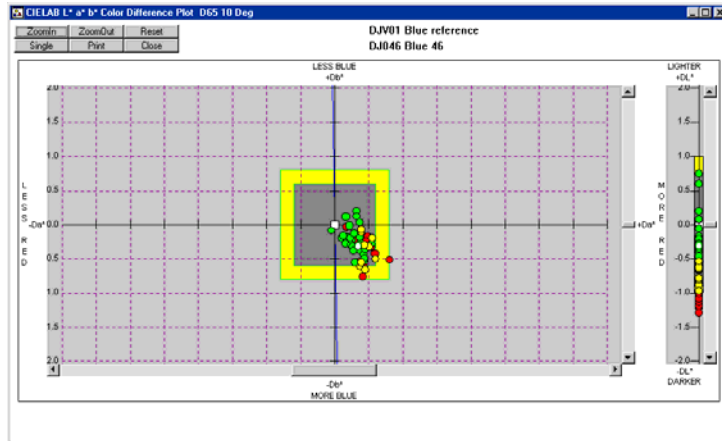 CIELAB L* a* b* Color Difference Plot D65 10 Deg
ZoomIn ZoomOut Reset
Single Print Close
DJV01 Blue reference
DJ046 Blue 46
LESS BLUE
+Db*
LIGHTER
+DL*
2.0
1.5
1.0
0.5
0.0
0.5
1.0
1.5
2.0
LESS RED
-Da*
+Da*
MORE RED
2.0
1.5
1.0
0.5
0.0
-0.5
-1.0
-1.5
-2.0
-Db*
MORE BLUE
-DL*
DARKER